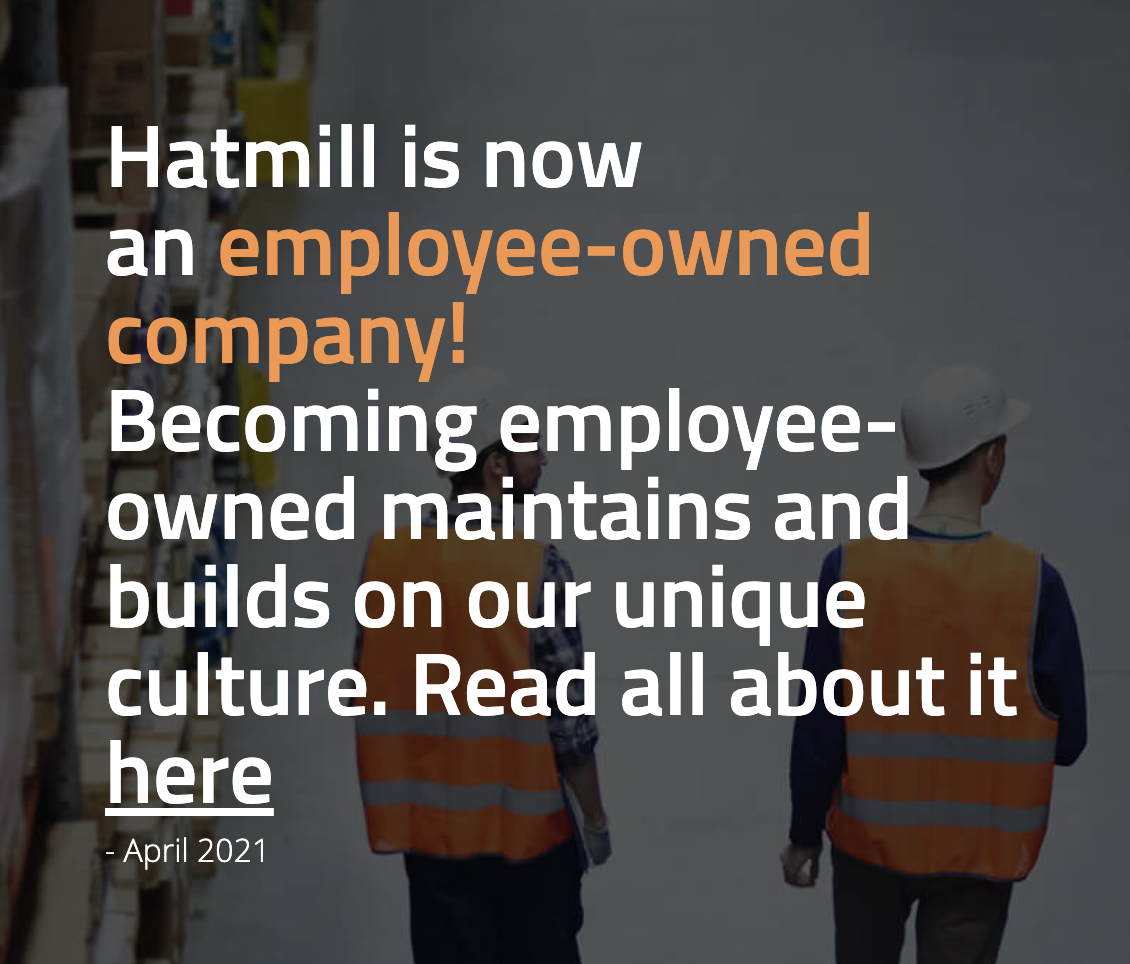 Hatmill is now
an employee-owned
company!
Becoming employee-
owned maintains and
builds on our unique
culture. Read all about it
here
- April 2021